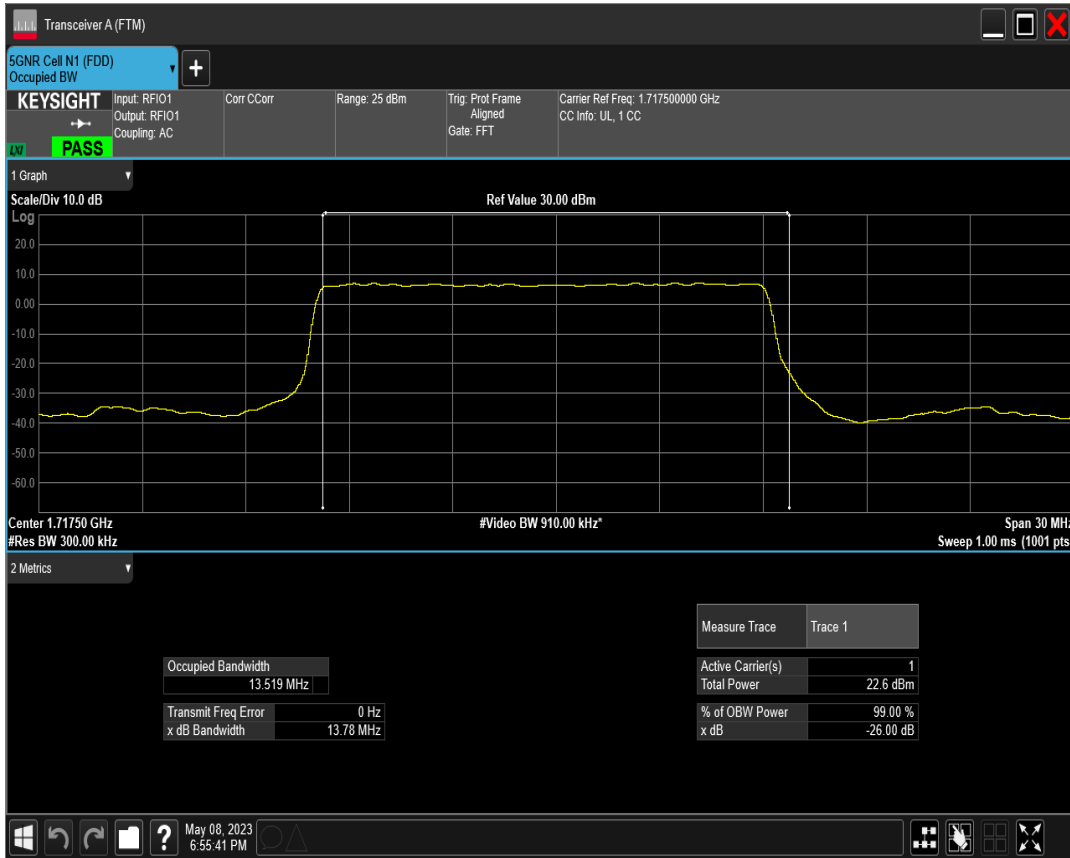 Transceiver A (FTM)
5GNR Cell N1 (FDD)
Occupied BW
+
KEYSIGHT
LXI
PASS
Input: RFIO1
Output: RFIO1
Coupling: AC
Corr CCorr
Range: 25 dBm
Trig: Prot Frame
Aligned
Gate: FFT
Carrier Ref Freq: 1.717500000 GHz
CC Info: UL, 1 CC
1 Graph
Scale/Div 10.0 dB
Ref Value 30.00 dBm
Log
20.0
10.0
0.00
-10.0
-20.0
-30.0
-40.0
-50.0
-60.0
Center 1.71750 GHz
#Video BW 910.00 kHz*
Span 30 MHz
#Res BW 300.00 kHz
Sweep 1.00 ms (1001 pts
2 Metrics
Measure Trace Trace 1
Occupied Bandwidth
13.519 MHz
Active Carrier(s) 1
Total Power 22.6 dBm
Transmit Freq Error 0 Hz
x dB Bandwidth 13.78 MHz
% of OBW Power 99.00 %
x dB -26.00 dB
?
May 08, 2023
6:55:41 PM